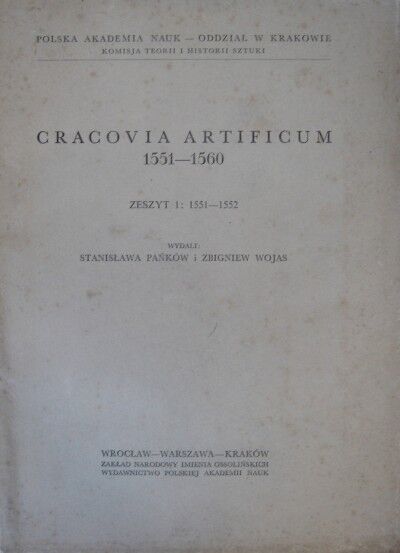 POLSKA AKADEMIA NAUK — ODDZIAŁ W KRAKOWIE
KOMISJA TEORII I HISTORII SZTUKI
CRACOVIA ARTIFICUM
1551—1560
ZESZYT 1: 1551—1552
WYDALI:
STANISŁAWA PAŃKÓW i ZBIGNIEW WOJAS
WROCŁAW—WARSZAWA—KRAKÓW
ZAKŁAD NARODOWY IMIENIA OSSOLIŃSKICH
WYDAWNICTWO POLSKIEJ AKADEMII NAUK